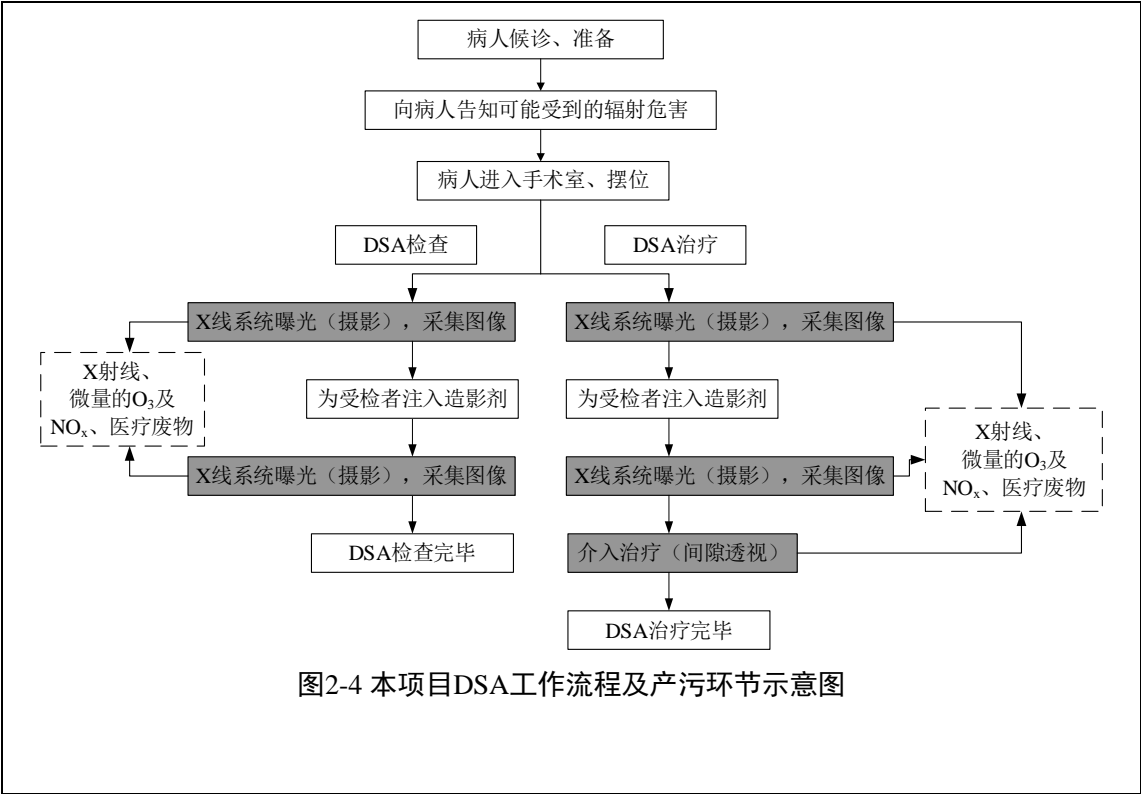 病人候诊、准备
向病人告知可能受到的辐射危害
病人进入手术室、摆位
DSA检查
DSA治疗
X线系统曝光（摄影），采集图像
X线系统曝光（摄影），采集图像
X射线、
微量的O₃及
NOₓ、医疗废物
为受检者注入造影剂
为受检者注入造影剂
X射线、
微量的O₃及
NOₓ、医疗废物
X线系统曝光（摄影），采集图像
X线系统曝光（摄影），采集图像
DSA检查完毕
介入治疗（间隙透视）
DSA治疗完毕
图2-4 本项目DSA工作流程及产污环节示意图